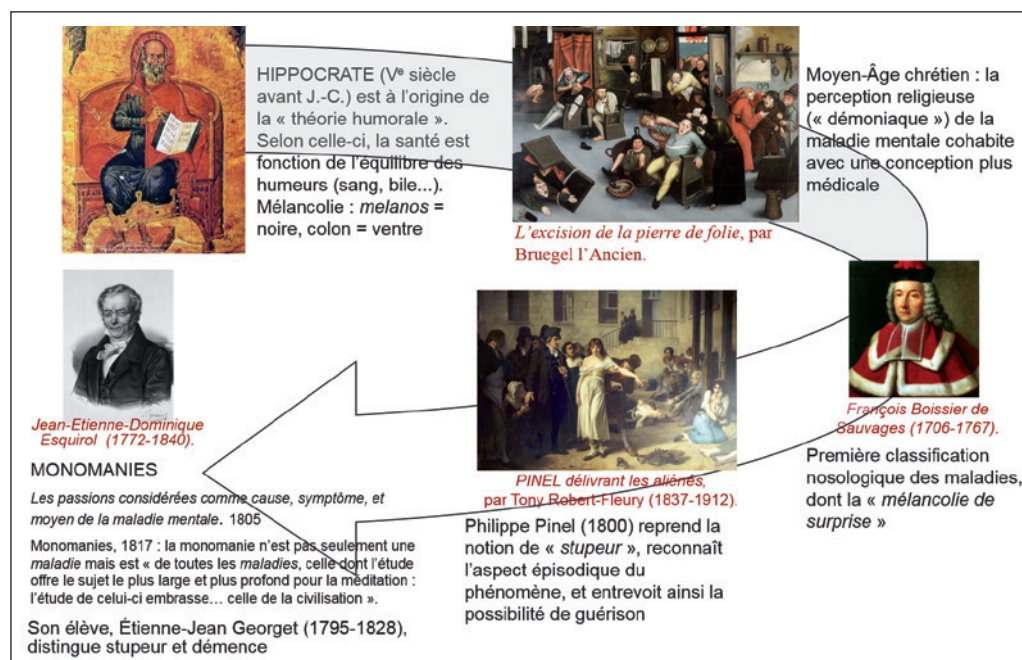 HIPPOCRATE (Vᵉ siècle
avant J.-C.) est à l'origine de
la « théorie humorale ».
Selon celle-ci, la santé est
fonction de l'équilibre des
humeurs (sang, bile...).
Mélancolie : melanos =
noire, colon = ventre
L'excision de la pierre de folie, par
Bruegel l'Ancien.
Moyen-Âge chrétien : la
perception religieuse
(« démoniaque ») de la
maladie mentale cohabite
avec une conception plus
médicale
François Boissier de
Sauvages (1706-1767).
Première classification
nosologique des maladies,
dont la « mélancolie de
surprise »
PINEL délivrant les aliénés,
par Tony Robert-Fleury (1837-1912).
Philippe Pinel (1800) reprend la
notion de « stupeur », reconnaît
l'aspect épisodique du
phénomène, et entrevoit ainsi la
possibilité de guérison
Jean-Etienne-Dominique
Esquirol (1772-1840).
MONOMANIES
Les passions considérées comme cause, symptôme, et
moyen de la maladie mentale. 1805
Monomanies, 1817 : la monomanie n'est pas seulement une
maladie mais est « de toutes les maladies, celle dont l'étude
offre le sujet le plus large et plus profond pour la méditation :
l'étude de celui-ci embrasse… celle de la civilisation ».
Son élève, Étienne-Jean Georget (1795-1828),
distingue stupeur et démence